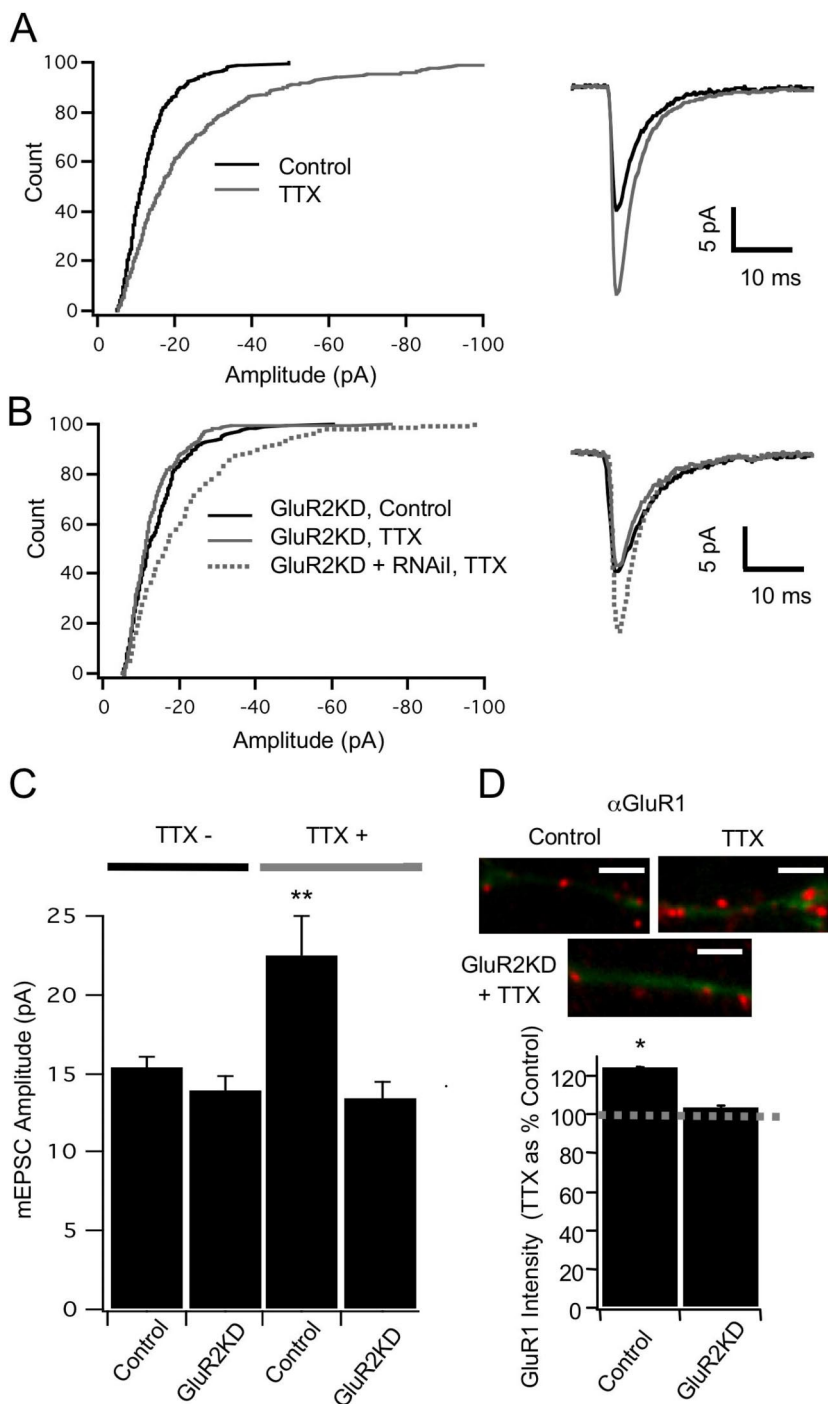 A
100
80
60
40
20
0
Count
Control
TTX
0 -20 -40 -60 -80 -100
Amplitude (pA)
5 pA
10 ms
B
100
80
60
40
20
0
Count
GluR2KD, Control
GluR2KD, TTX
GluR2KD + RNAiI, TTX
0 -20 -40 -60 -80 -100
Amplitude (pA)
5 pA
10 ms
C
TTX - TTX +
**
25
20
15
10
5
0
mEPSC Amplitude (pA)
Control GluR2KD Control GluR2KD
D
αGluR1
Control TTX
GluR2KD
+ TTX
*
120
100
80
60
40
20
0
GluR1 Intensity (TTX as % Control)
Control GluR2KD